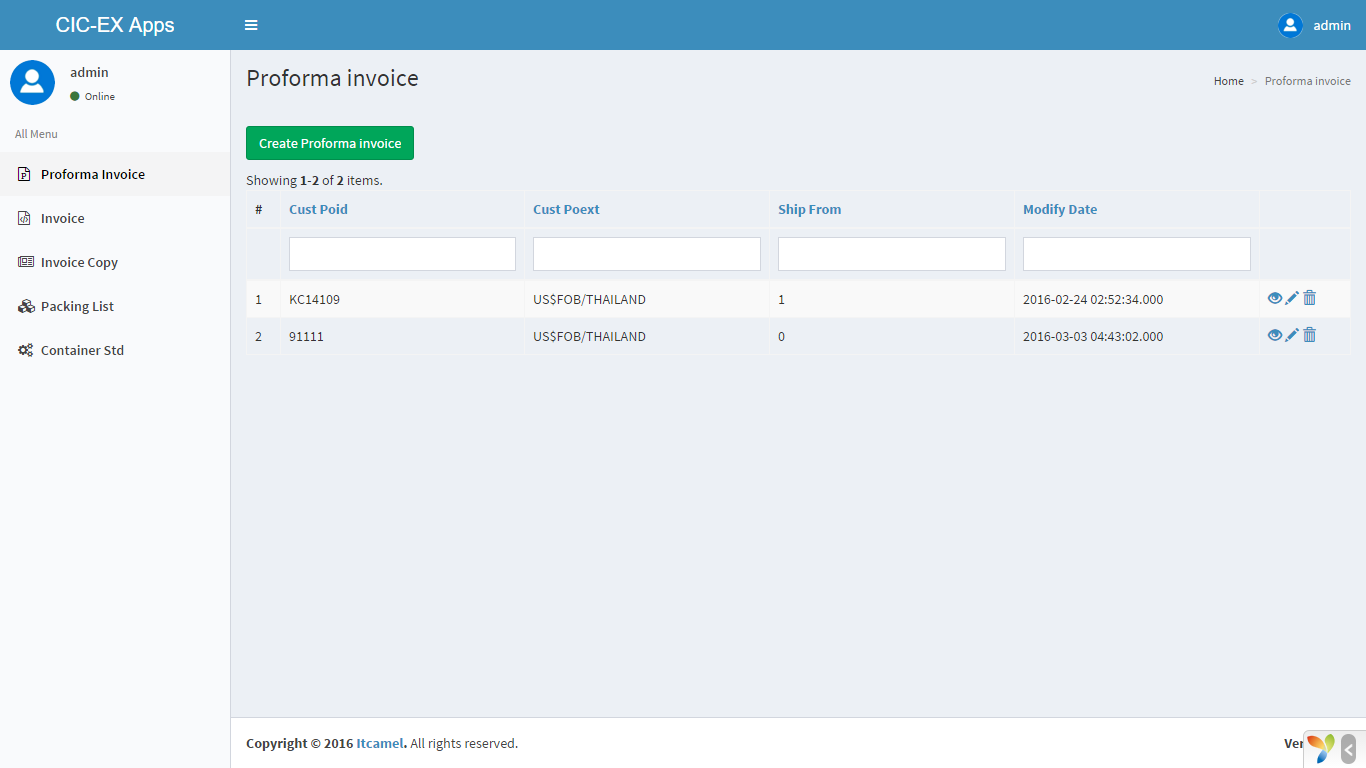 CIC-EX Apps
admin
admin
Online
All Menu
Proforma Invoice
Invoice
Invoice Copy
Packing List
Container Std
Proforma invoice
Home > Proforma invoice
Create Proforma invoice
Showing 1-2 of 2 items.
# Cust Poid Cust Poext Ship From Modify Date
1 KC14109 US$FOB/THAILAND 1 2016-02-24 02:52:34.000
2 91111 US$FOB/THAILAND 0 2016-03-03 04:43:02.000
Copyright © 2016 Itcamel. All rights reserved.